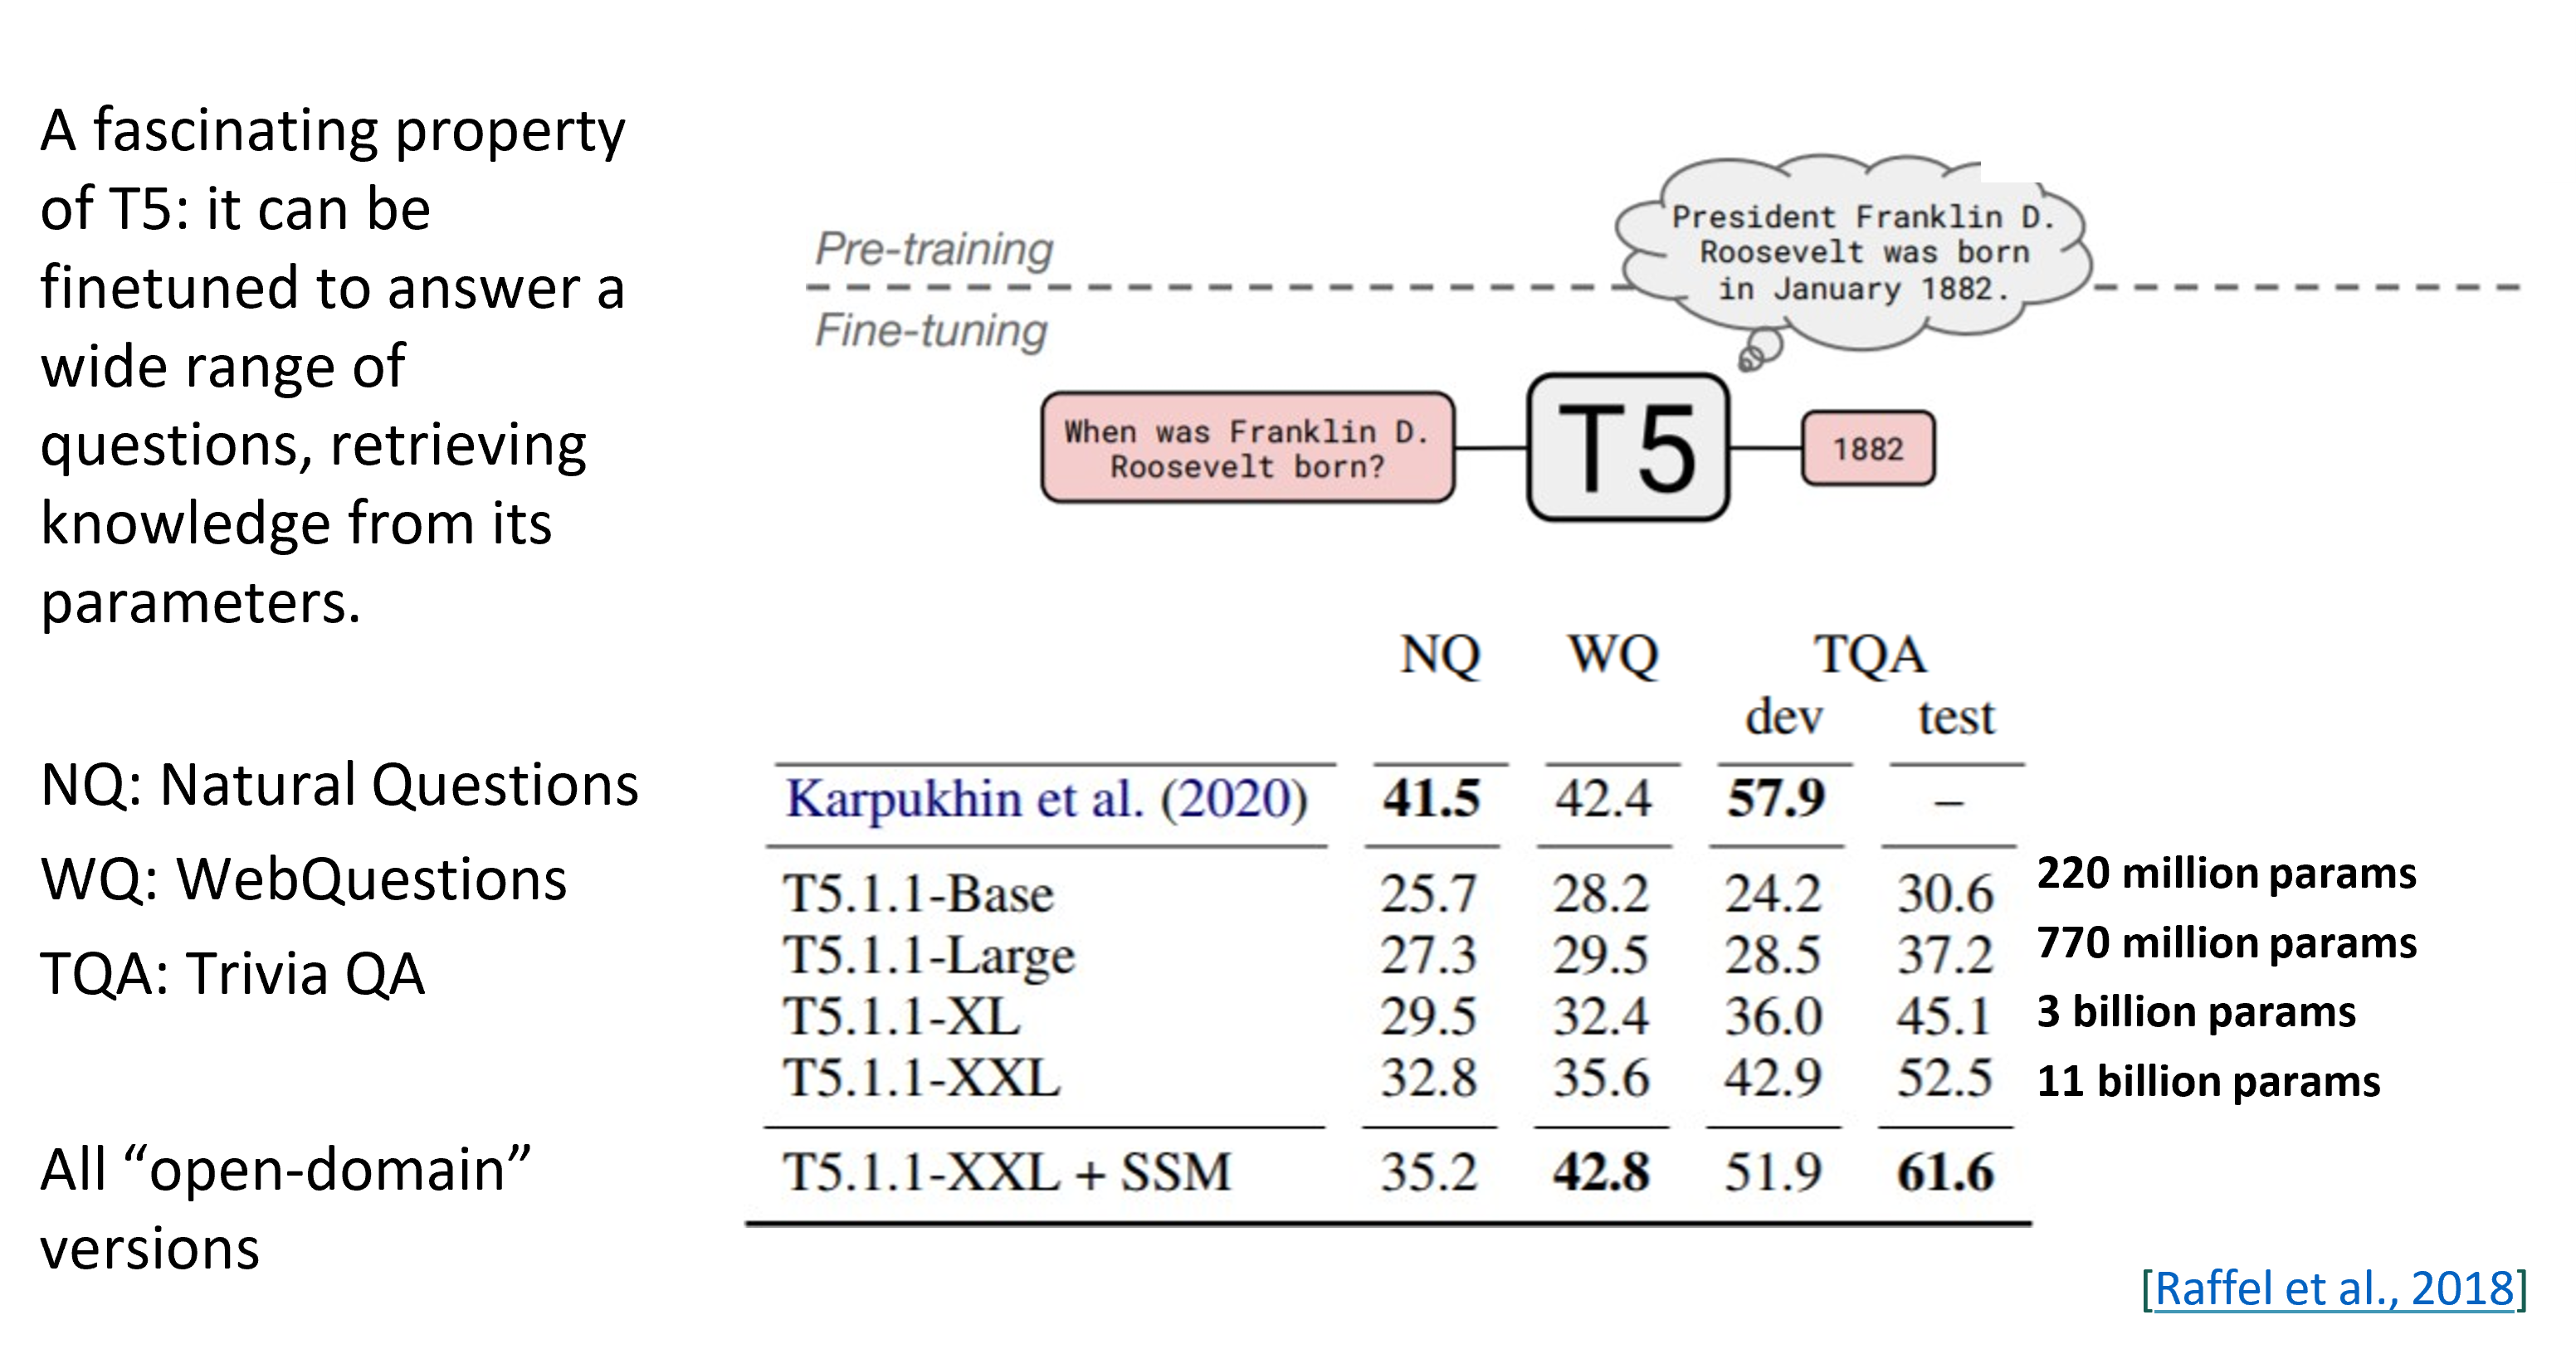 A fascinating property
of T5: it can be
finetuned to answer a
wide range of
questions, retrieving
knowledge from its
parameters.
NQ: Natural Questions
WQ: WebQuestions
TQA: Trivia QA
All “open-domain”
versions
Pre-training
Fine-tuning
President Franklin D.
Roosevelt was born
in January 1882.
When was Franklin D.
Roosevelt born?
T5
1882
NQ WQ TQA
dev test
Karpukhin et al. (2020) 41.5 42.4 57.9 –
T5.1.1-Base 25.7 28.2 24.2 30.6 220 million params
T5.1.1-Large 27.3 29.5 28.5 37.2 770 million params
T5.1.1-XL 29.5 32.4 36.0 45.1 3 billion params
T5.1.1-XXL 32.8 35.6 42.9 52.5 11 billion params
T5.1.1-XXL + SSM 35.2 42.8 51.9 61.6
[Raffel et al., 2018]